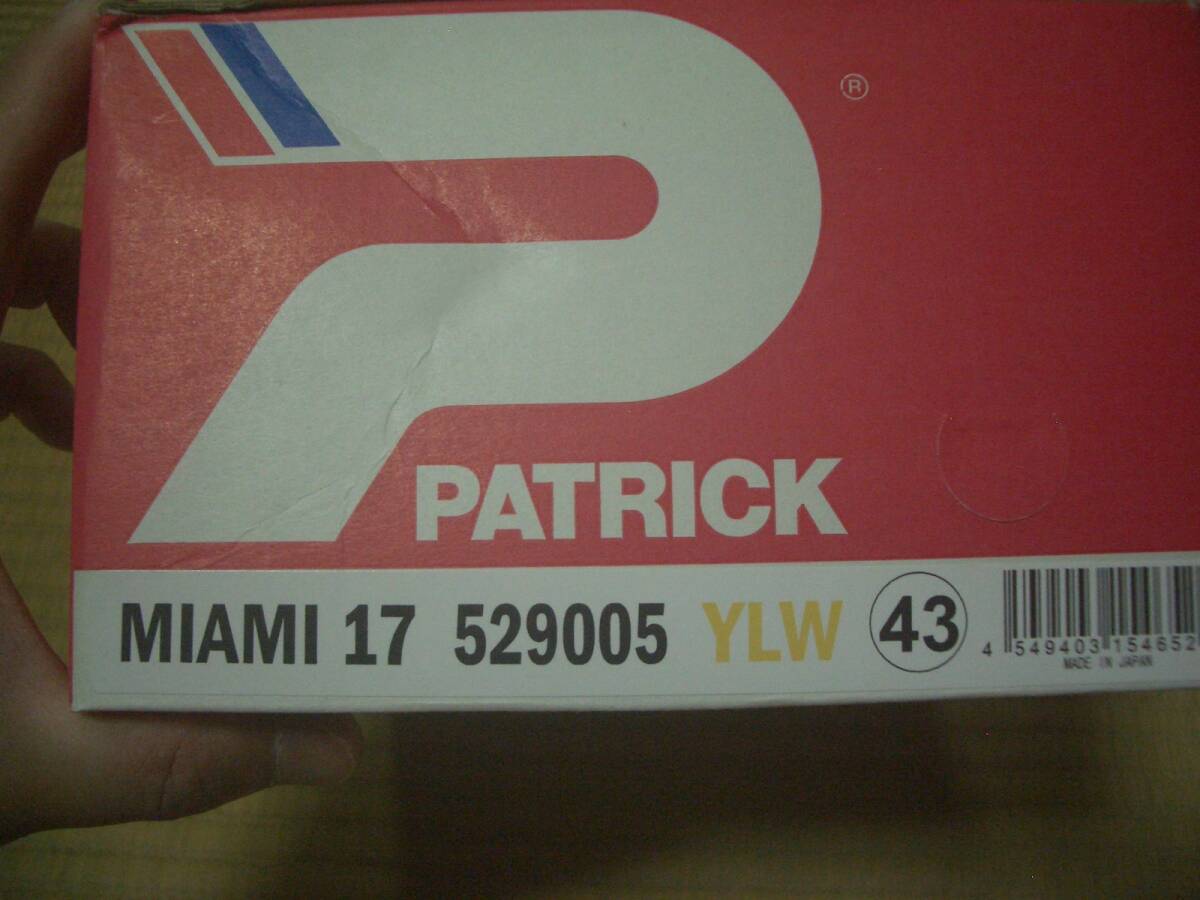 ®
PATRICK
MIAMI 17 529005 YLW 43
4 549403 154652
MADE IN JAPAN